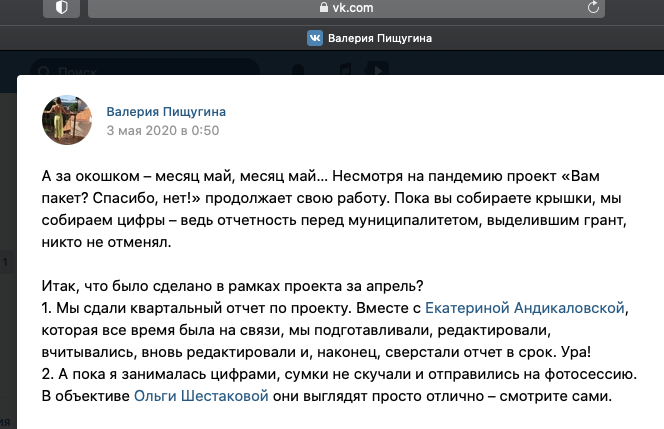 vk.com
Валерия Пищугина
Поиск
Валерия Пищугина
3 мая 2020 в 0:50
А за окошком – месяц май, месяц май... Несмотря на пандемию проект «Вам
пакет? Спасибо, нет!» продолжает свою работу. Пока вы собираете крышки, мы
собираем цифры – ведь отчетность перед муниципалитетом, выделившим грант,
никто не отменял.
Итак, что было сделано в рамках проекта за апрель?
1. Мы сдали квартальный отчет по проекту. Вместе с Екатериной Андикаловской,
которая все время была на связи, мы подготавливали, редактировали,
вчитывались, вновь редактировали и, наконец, сверстали отчет в срок. Ура!
2. А пока я занималась цифрами, сумки не скучали и отправились на фотосессию.
В объективе Ольги Шестаковой они выглядят просто отлично – смотрите сами.
1